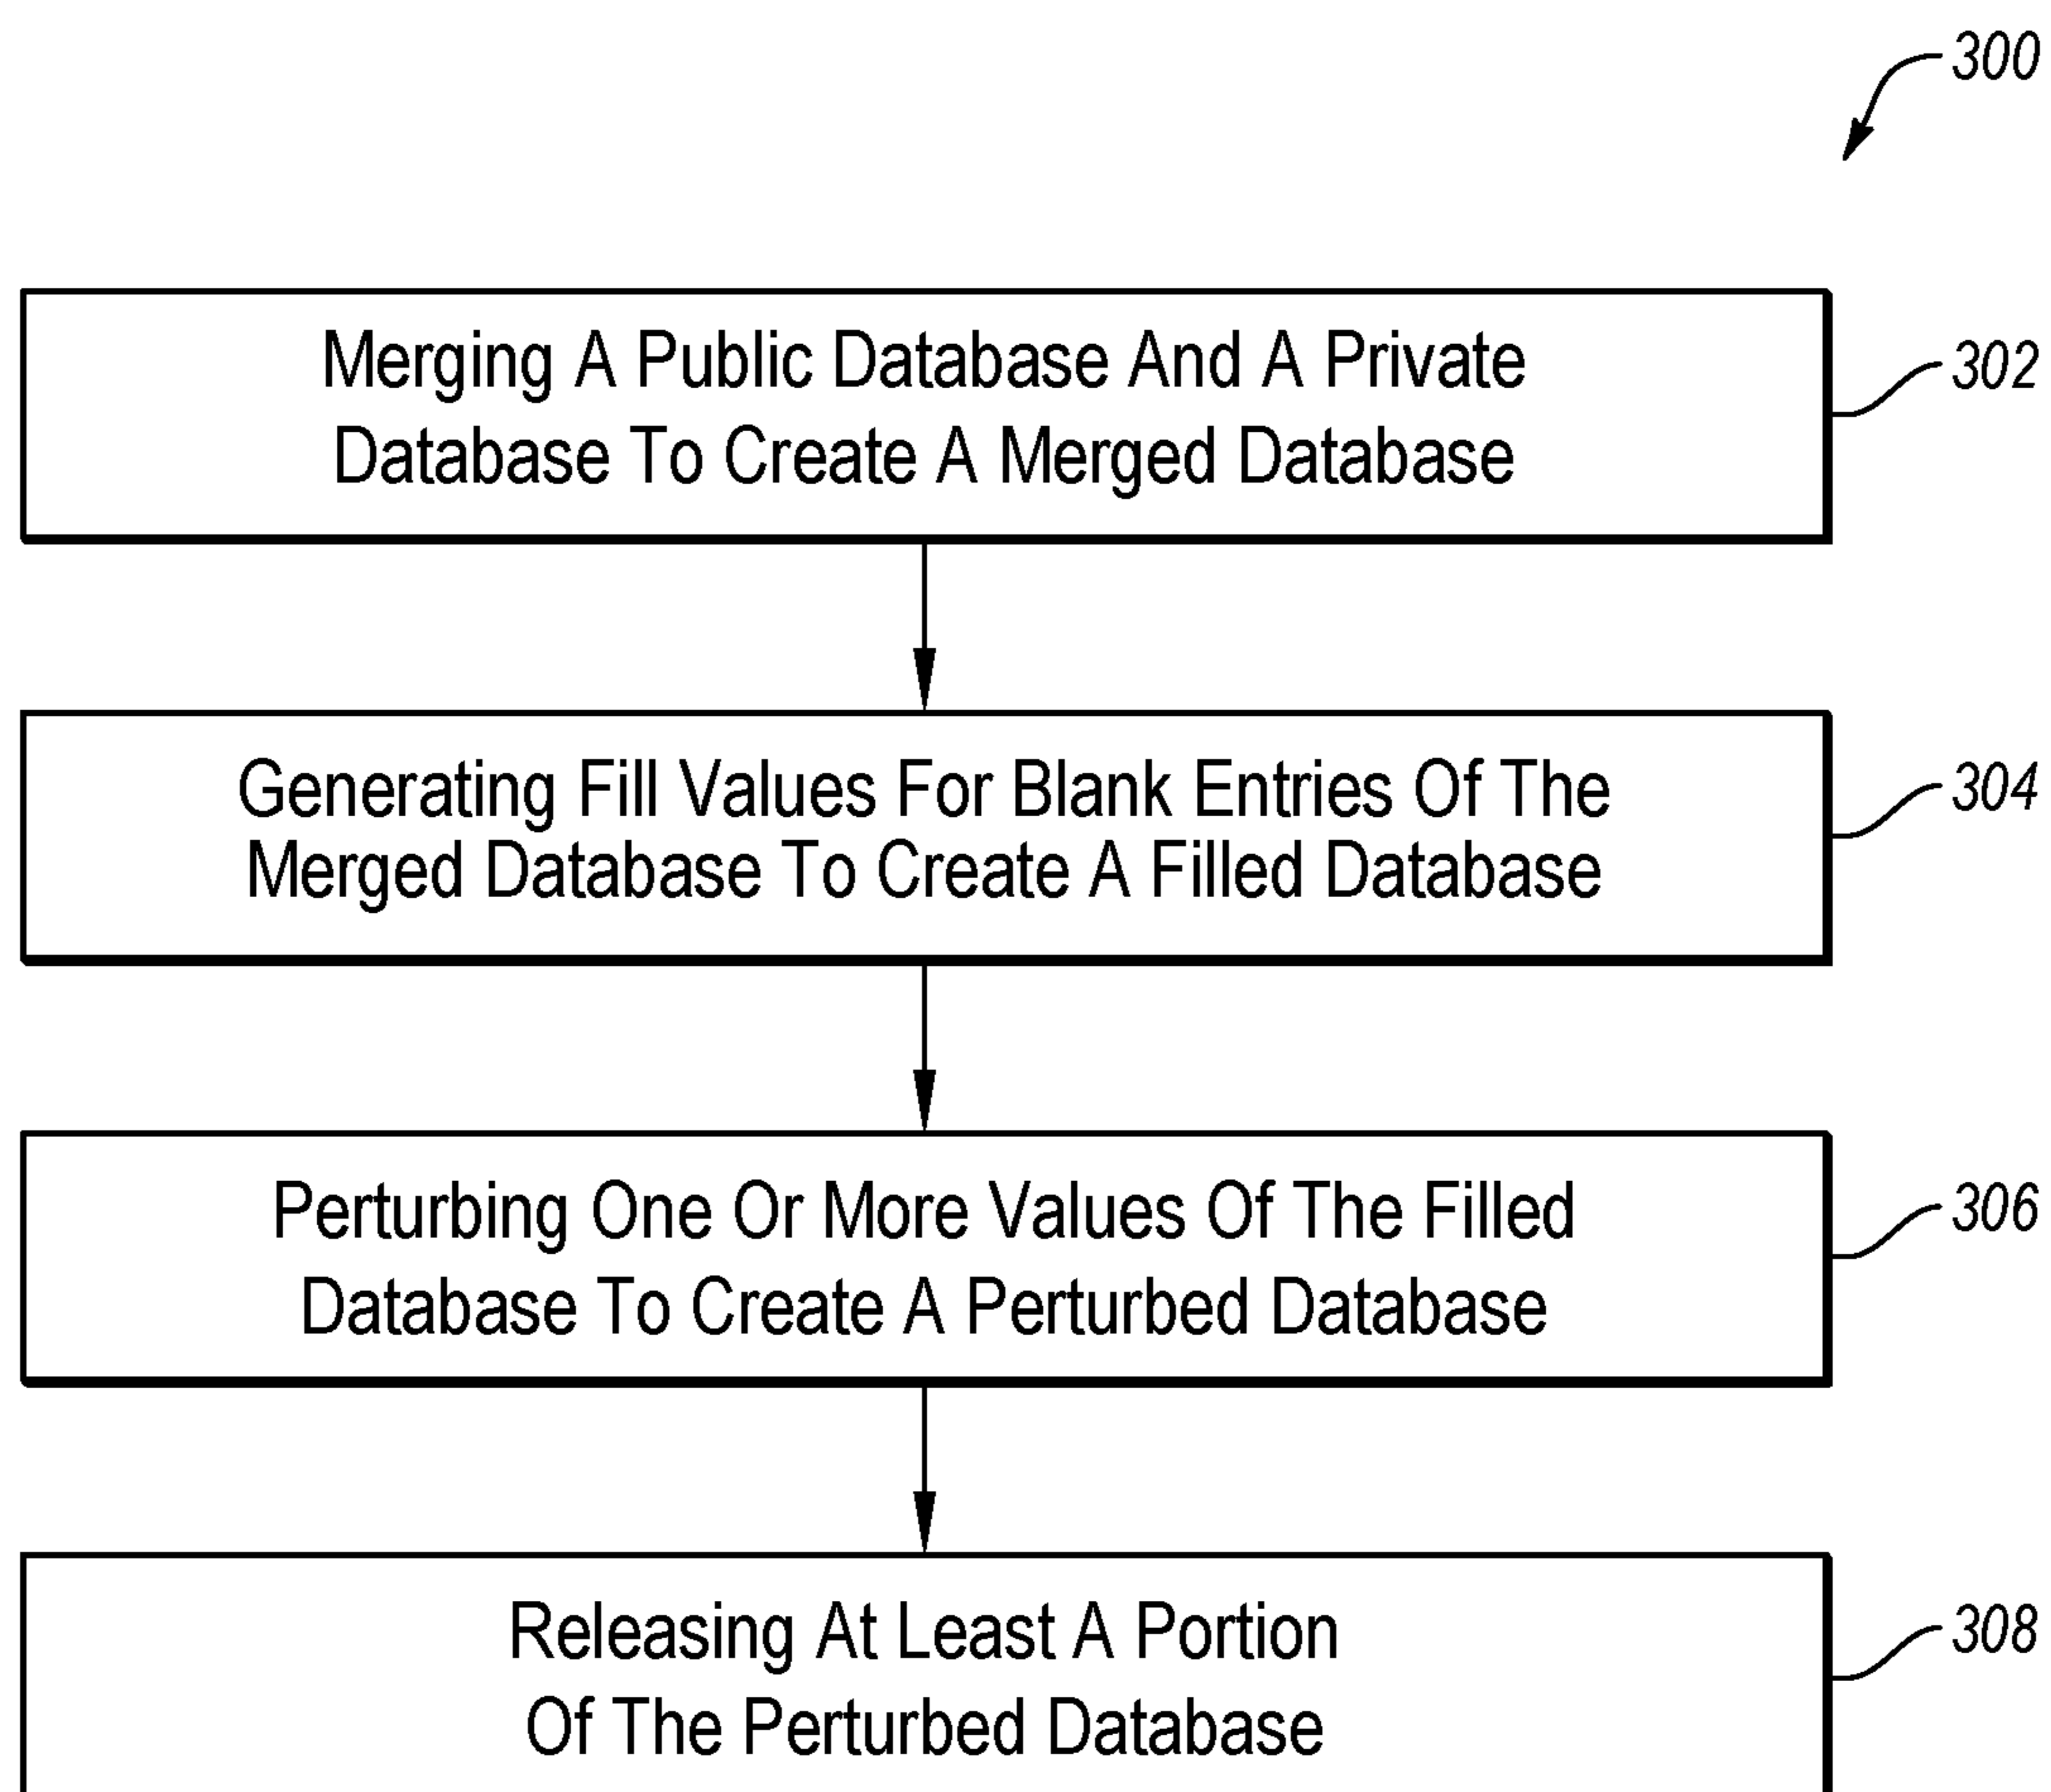 300
Merging A Public Database And A Private
Database To Create A Merged Database
302
Generating Fill Values For Blank Entries Of The
Merged Database To Create A Filled Database
304
Perturbing One Or More Values Of The Filled
Database To Create A Perturbed Database
306
Releasing At Least A Portion
Of The Perturbed Database
308